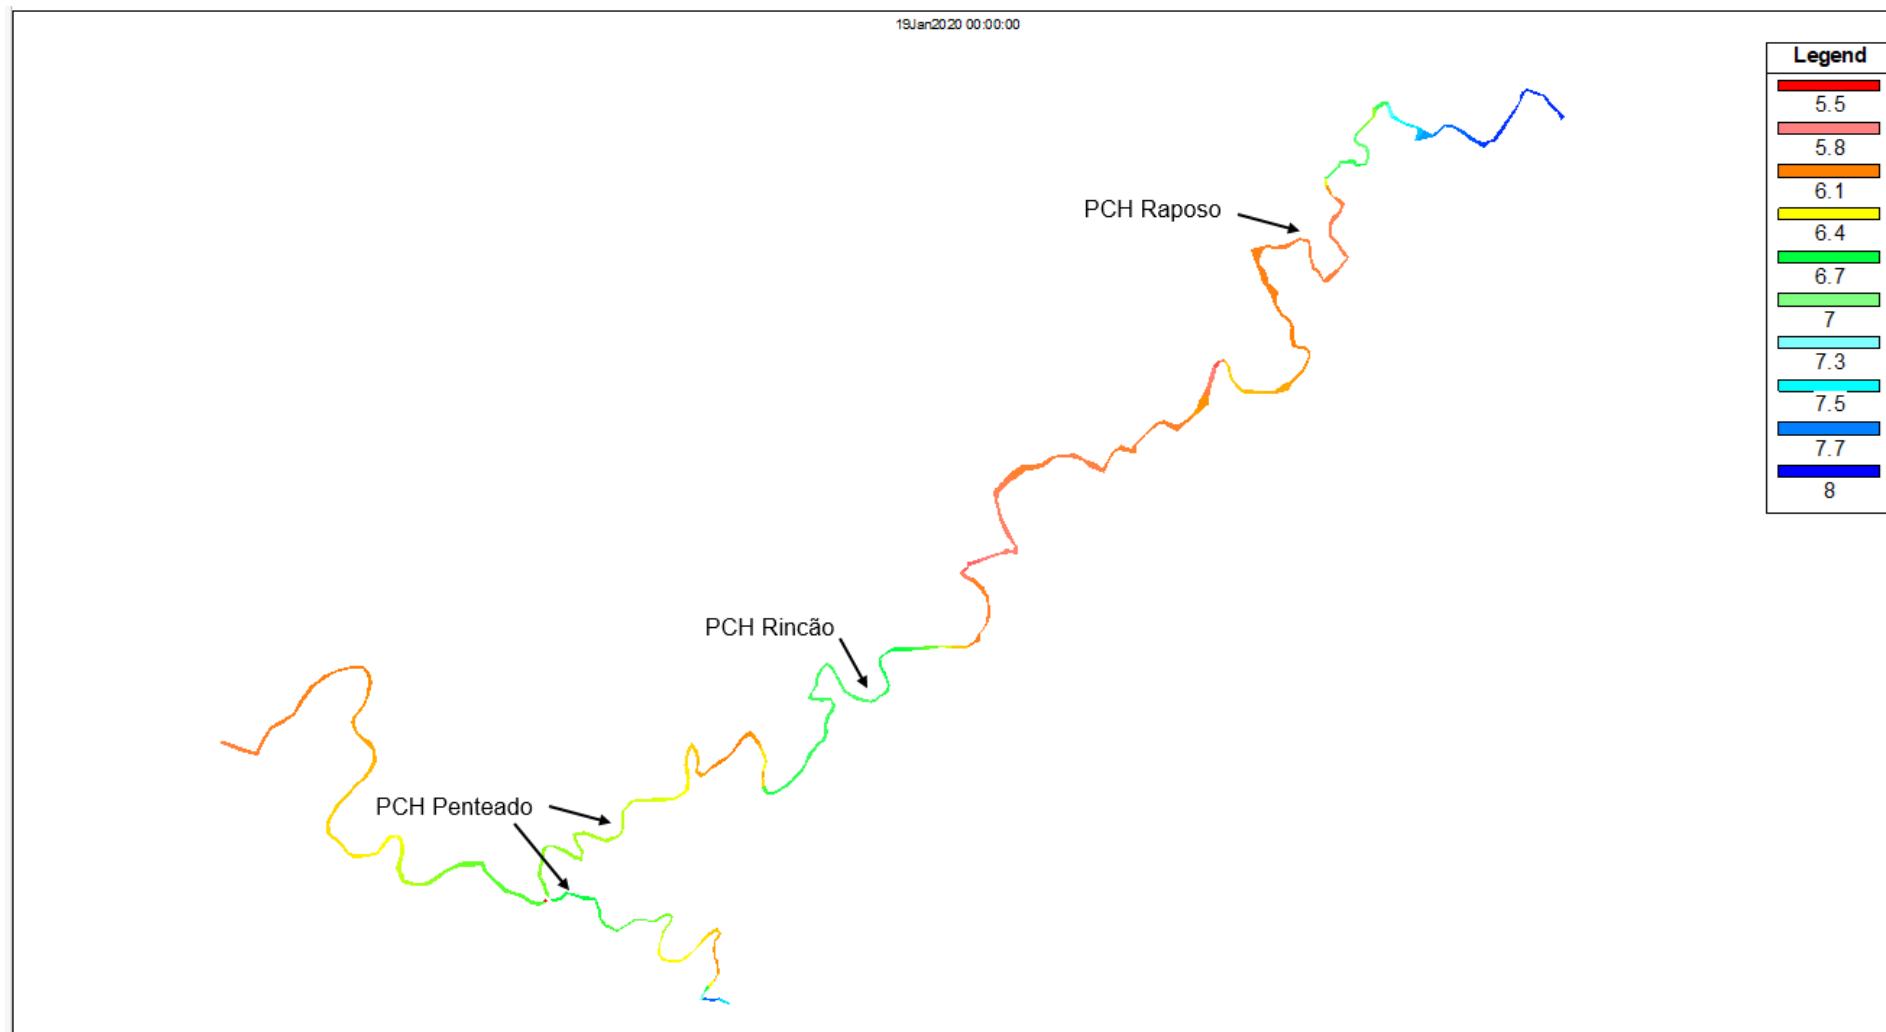 19Jan2020 00:00:00
Legend
5.5
5.8
6.1
6.4
6.7
7
7.3
7.5
7.7
8
PCH Raposo
PCH Rincão
PCH Penteado